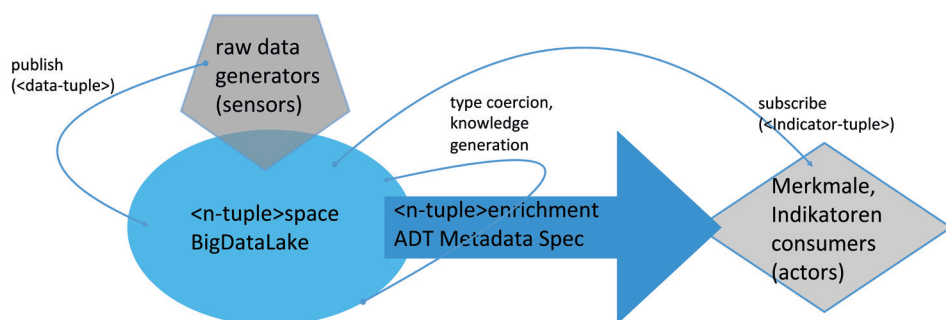 raw data
generators
(sensors)
publish
(<data-tuple>)
type coercion,
knowledge
generation
subscribe
(<Indicator-tuple>)
<n-tuple>space
BigDataLake
<n-tuple>enrichment
ADT Metadata Spec
Merkmale,
Indikatoren
consumers
(actors)